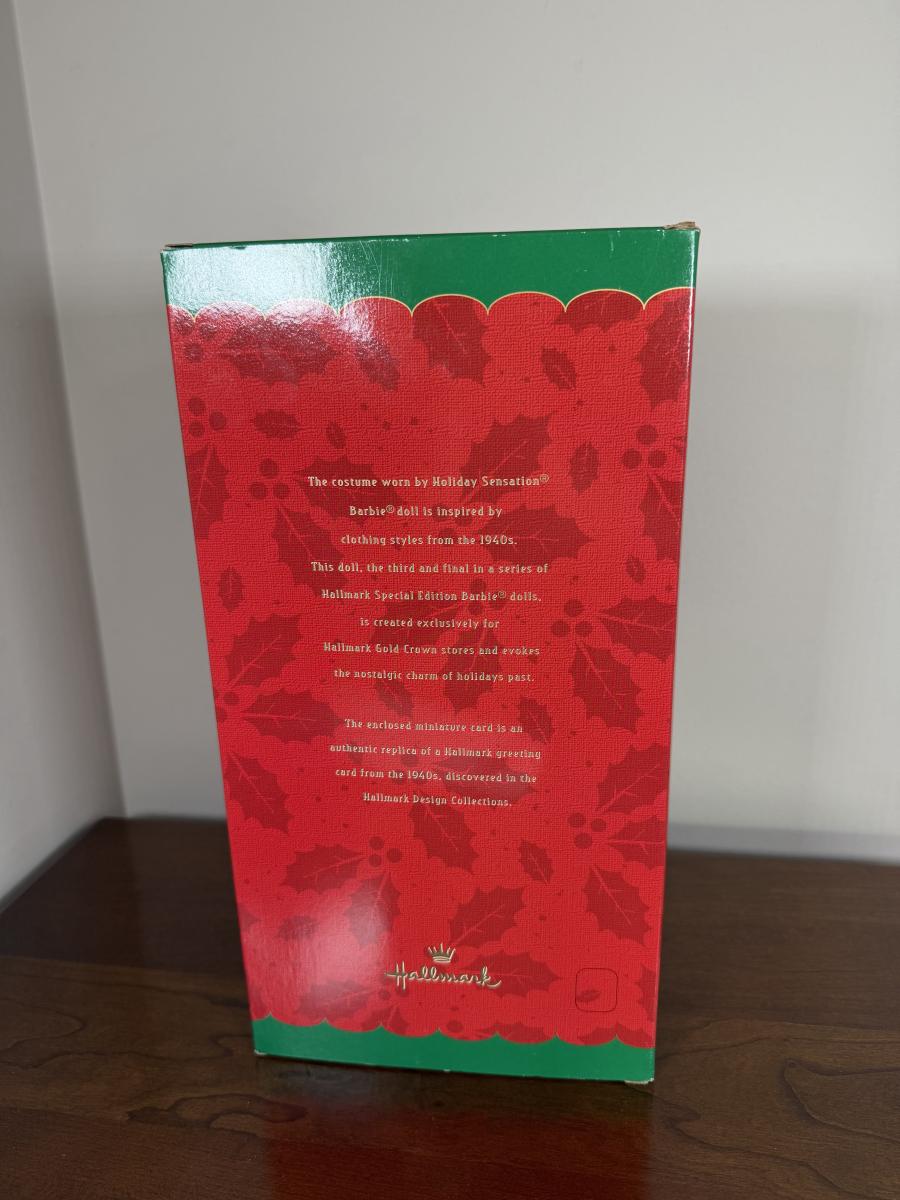 The costume worn by Holiday Sensation®
Barbie® doll is inspired by
clothing styles from the 1940s.
This doll, the third and final in a series of
Hallmark Special Edition Barbie® dolls,
is created exclusively for
Hallmark Gold Crown stores and evokes
the nostalgic charm of holidays past.
The enclosed miniature card is an
authentic replica of a Hallmark greeting
card from the 1940s, discovered in the
Hallmark Design Collections.
Hallmark